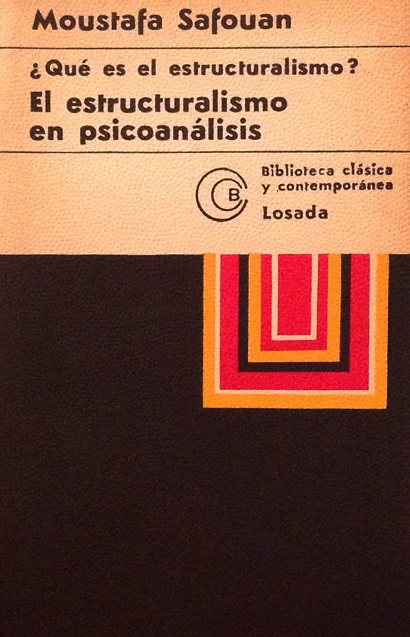 Moustafa Safouan
¿Qué es el estructuralismo?
El estructuralismo
en psicoanálisis
B
Biblioteca clásica
y contemporánea
Losada